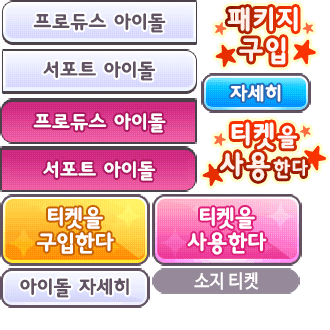 프로듀스 아이돌
서포트 아이돌
프로듀스 아이돌
서포트 아이돌
패키지
구입
자세히
티켓을
사용한다
티켓을
구입한다
티켓을
사용한다
아이돌 자세히
소지 티켓